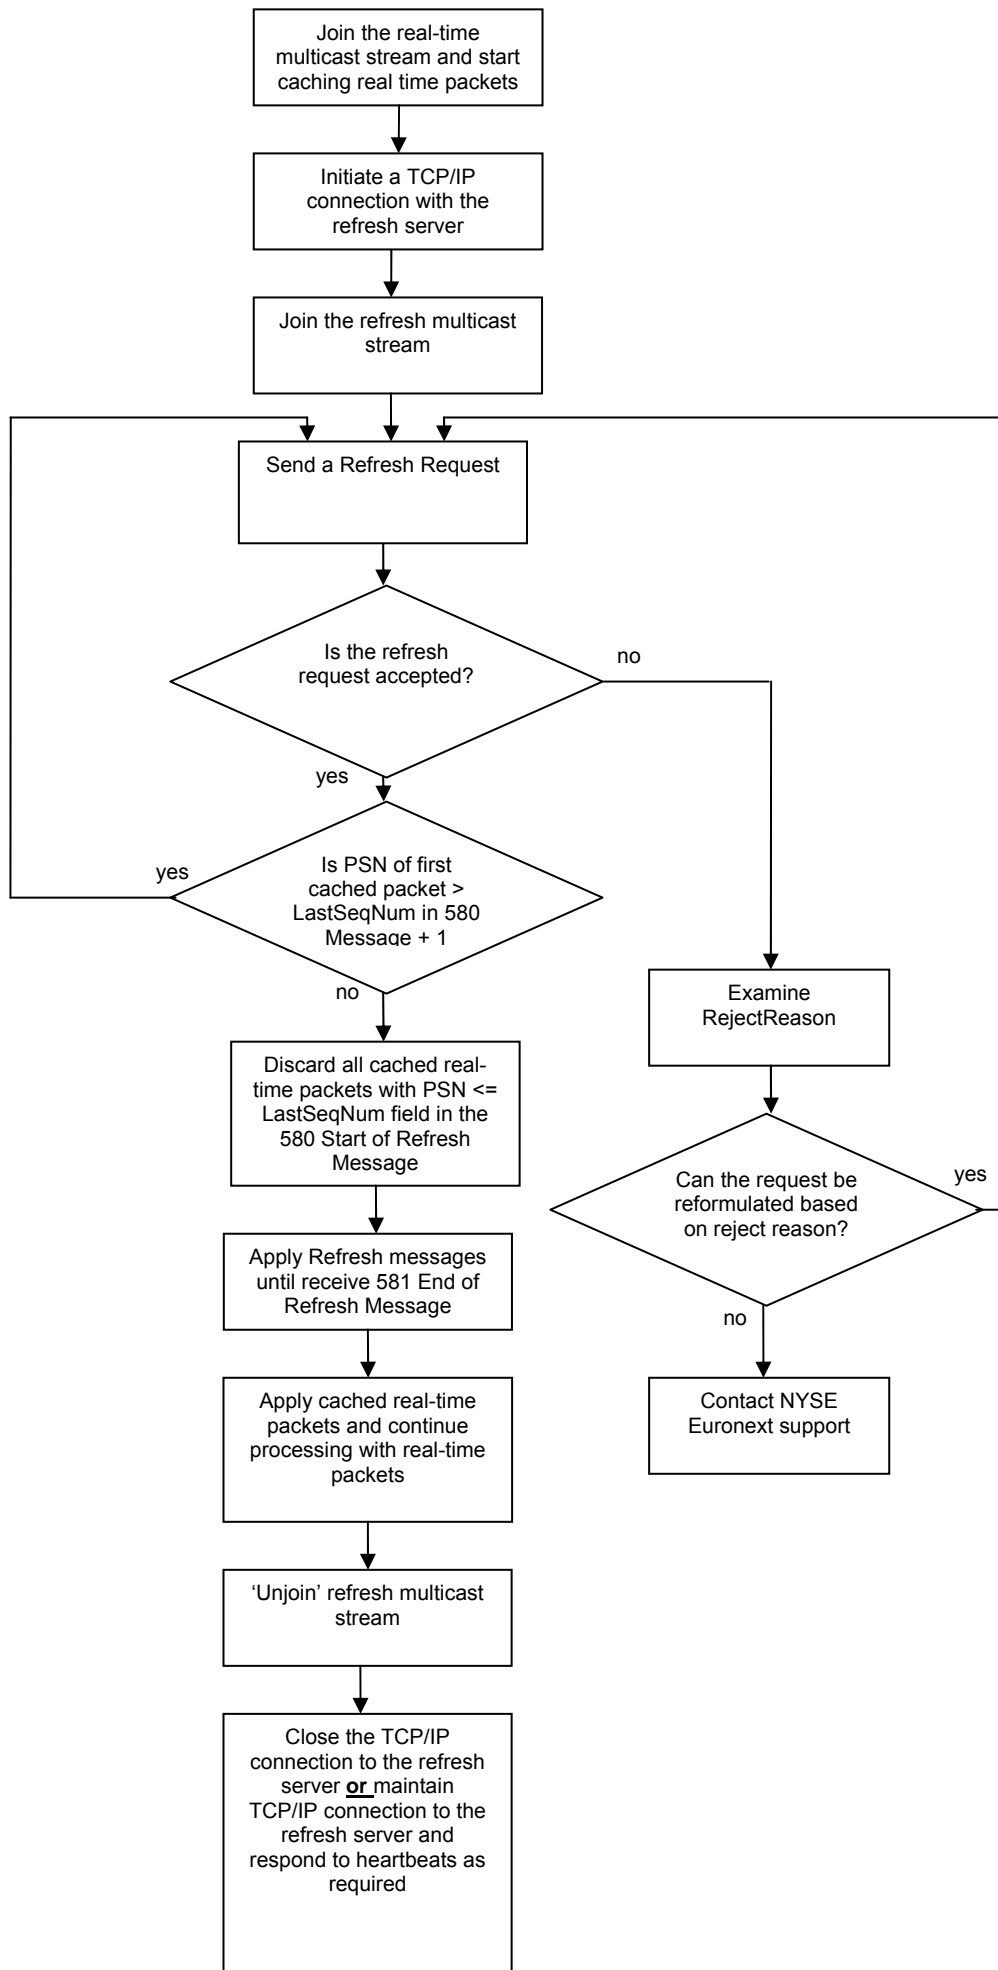 Join the real-time
multicast stream and start
caching real time packets
Initiate a TCP/IP
connection with the
refresh server
Join the refresh multicast
stream
Send a Refresh Request
Is the refresh
request accepted?
no
yes
Is PSN of first
cached packet >
LastSeqNum in 580
Message + 1
yes
no
Examine
RejectReason
Discard all cached real-
time packets with PSN <=
LastSeqNum field in the
580 Start of Refresh
Message
Can the request be
reformulated based
on reject reason?
yes
no
Apply Refresh messages
until receive 581 End of
Refresh Message
Apply cached real-time
packets and continue
processing with real-time
packets
Contact NYSE
Euronext support
‘Unjoin’ refresh multicast
stream
Close the TCP/IP
connection to the refresh
server or maintain
TCP/IP connection to the
refresh server and
respond to heartbeats as
required